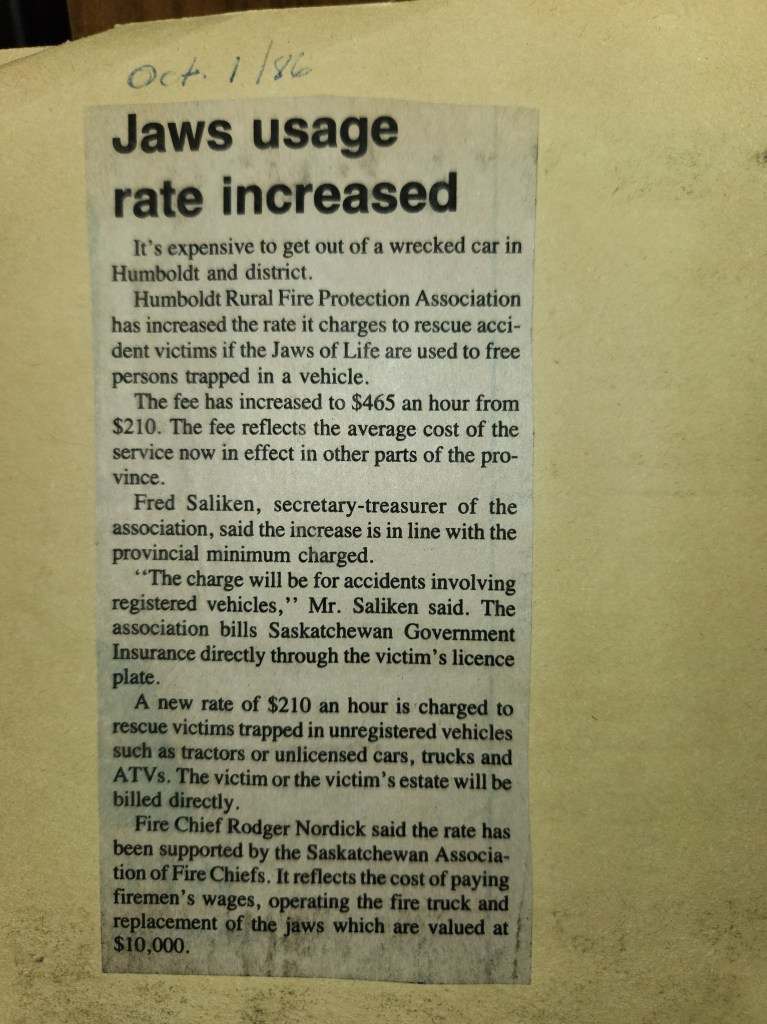 Oct. 1/86
Jaws usage
rate increased
It's expensive to get out of a wrecked car in
Humboldt and district.
Humboldt Rural Fire Protection Association
has increased the rate it charges to rescue acci-
dent victims if the Jaws of Life are used to free
persons trapped in a vehicle.
The fee has increased to $465 an hour from
$210. The fee reflects the average cost of the
service now in effect in other parts of the pro-
vince.
Fred Saliken, secretary-treasurer of the
association, said the increase is in line with the
provincial minimum charged.
‘‘The charge will be for accidents involving
registered vehicles,’’ Mr. Saliken said. The
association bills Saskatchewan Government
Insurance directly through the victim's licence
plate.
A new rate of $210 an hour is charged to
rescue victims trapped in unregistered vehicles
such as tractors or unlicensed cars, trucks and
ATVs. The victim or the victim's estate will be
billed directly.
Fire Chief Rodger Nordick said the rate has
been supported by the Saskatchewan Associa-
tion of Fire Chiefs. It reflects the cost of paying
firemen's wages, operating the fire truck and
replacement of the jaws which are valued at
$10,000.